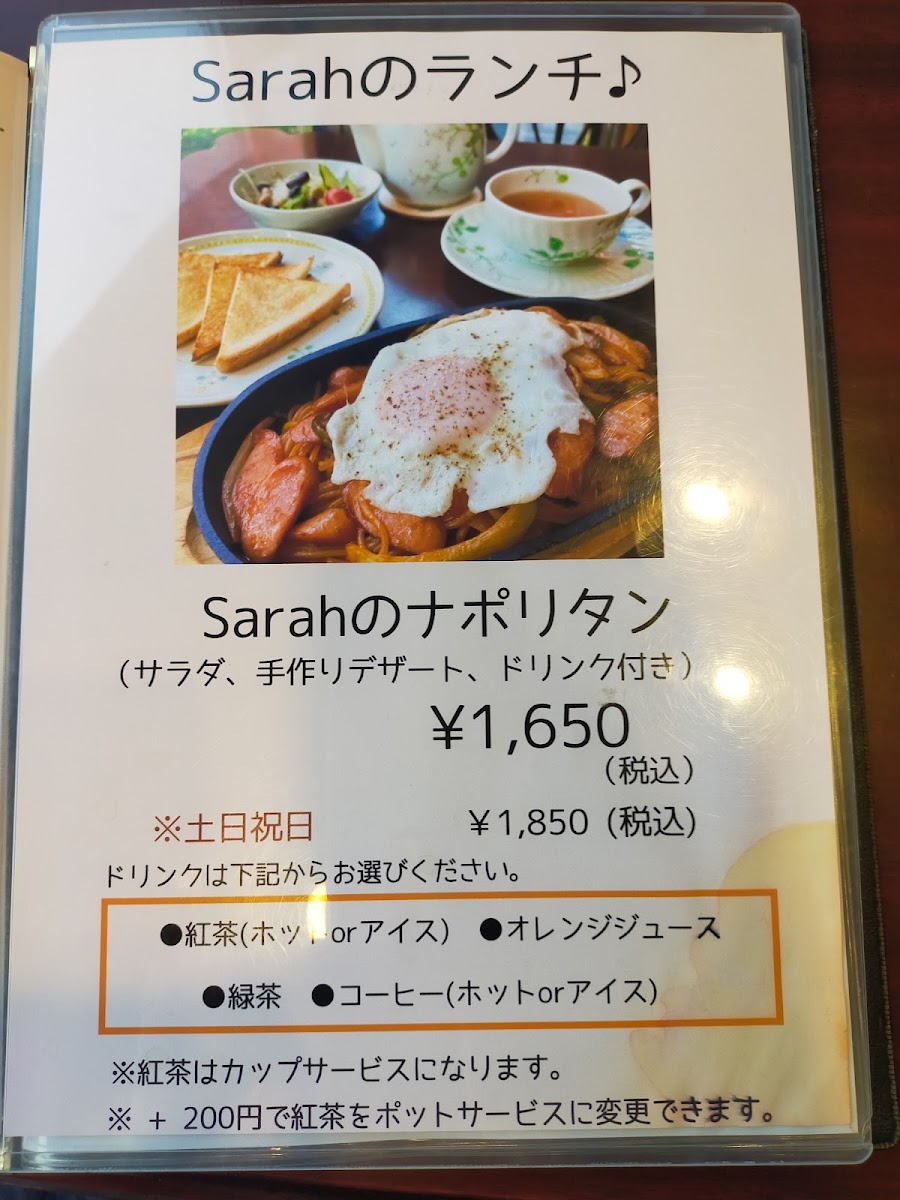 Sarahのランチ♪
Sarahのナポリタン
(サラダ、手作りデザート、ドリンク付き)
¥1,650
(税込)
※土日祝日 ¥1,850 (税込)
ドリンクは下記からお選びください。
●紅茶(ホットorアイス) ●オレンジジュース
●緑茶 ●コーヒー(ホットorアイス)
※紅茶はカップサービスになります。
※ + 200円で紅茶をポットサービスに変更できます。